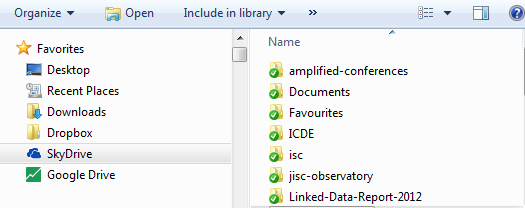 Organize Open Include in library »
Favorites
Desktop
Recent Places
Downloads
Dropbox
SkyDrive
Google Drive
Name
amplified-conferences
Documents
Favourites
ICDE
isc
jisc-observatory
Linked-Data-Report-2012